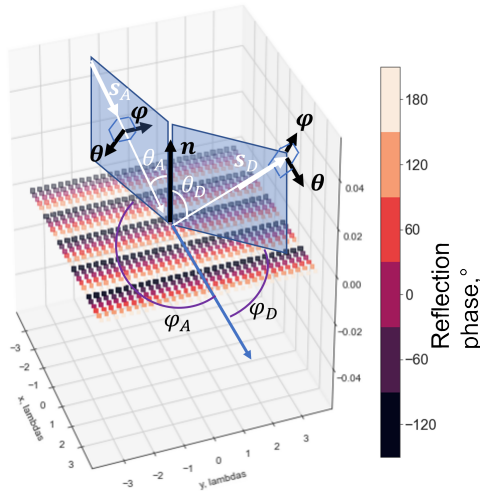 s_A
φ
θ
θ_A
n
θ_D
s_D
φ
θ
φ_A
φ_D
0.04
0.02
0.00
−0.02
−0.04
−3
−2
−1
0
1
2
3
x, lambdas
−3
−2
−1
0
1
2
3
y, lambdas
180
120
60
0
−60
−120
Reflection
phase,°